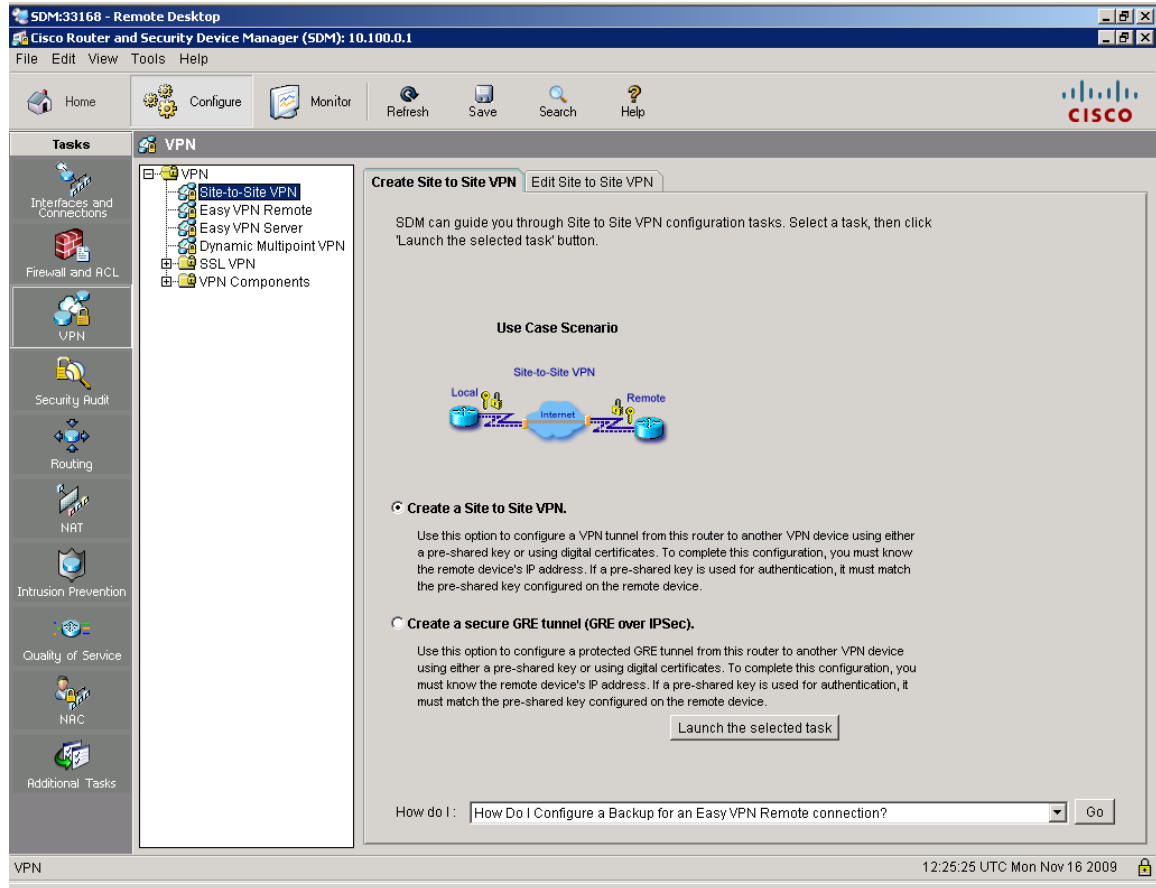 SDM:33168 - Remote Desktop
Cisco Router and Security Device Manager (SDM): 10.100.0.1
File Edit View Tools Help
Home Configure Monitor Refresh Save Search Help
CISCO
Tasks
VPN
Interfaces and Connections
Firewall and ACL
VPN
Security Audit
Routing
NAT
Intrusion Prevention
Quality of Service
NAC
Additional Tasks
VPN
Site-to-Site VPN
Easy VPN Remote
Easy VPN Server
Dynamic Multipoint VPN
SSL VPN
VPN Components
Create Site to Site VPN Edit Site to Site VPN
SDM can guide you through Site to Site VPN configuration tasks. Select a task, then click
'Launch the selected task' button.
Use Case Scenario
Site-to-Site VPN
Local
Internet
Remote
Create a Site to Site VPN.
Use this option to configure a VPN tunnel from this router to another VPN device using either
a pre-shared key or using digital certificates. To complete this configuration, you must know
the remote device's IP address. If a pre-shared key is used for authentication, it must match
the pre-shared key configured on the remote device.
Create a secure GRE tunnel (GRE over IPSec).
Use this option to configure a protected GRE tunnel from this router to another VPN device
using either a pre-shared key or using digital certificates. To complete this configuration, you
must know the remote device's IP address. If a pre-shared key is used for authentication, it
must match the pre-shared key configured on the remote device.
Launch the selected task
How do I : How Do I Configure a Backup for an Easy VPN Remote connection? Go
VPN
12:25:25 UTC Mon Nov 16 2009